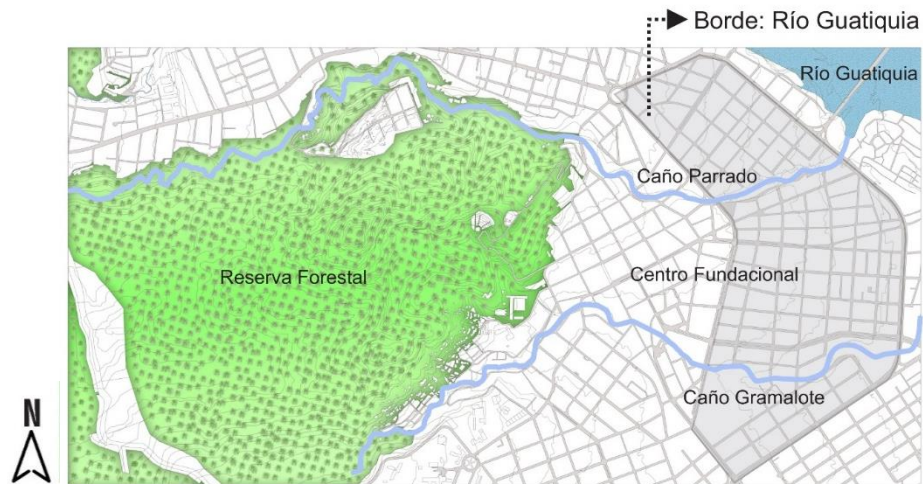 Borde: Río Guatiquia
Río Guatiquia
Caño Parrado
Reserva Forestal
Centro Fundacional
Caño Gramalote
N